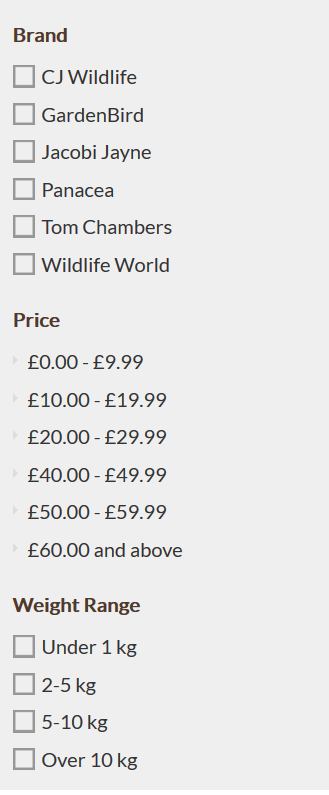 Brand
CJ Wildlife
GardenBird
Jacobi Jayne
Panacea
Tom Chambers
Wildlife World
Price
£0.00 - £9.99
£10.00 - £19.99
£20.00 - £29.99
£40.00 - £49.99
£50.00 - £59.99
£60.00 and above
Weight Range
Under 1 kg
2-5 kg
5-10 kg
Over 10 kg